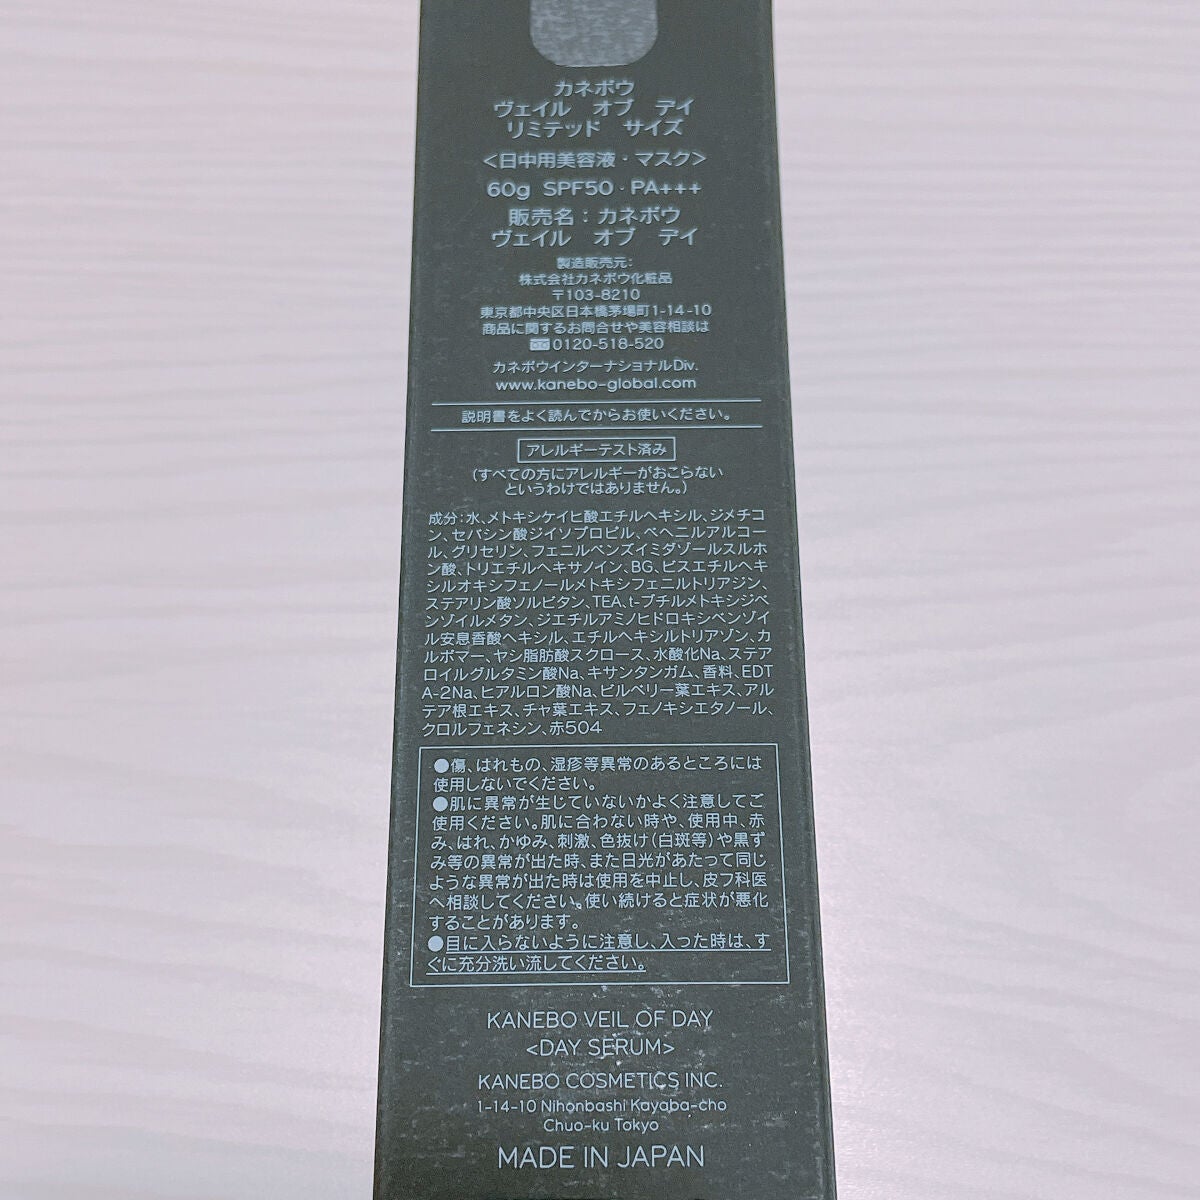 カネボウ
ヴェイル オブ デイ
リミテッド サイズ
<日中用美容液・マスク>
60g SPF50・PA+++
販売名：カネボウ
ヴェイル オブ デイ
製造販売元：
株式会社カネボウ化粧品
〒103-8210
東京都中央区日本橋茅場町1-14-10
商品に関するお問合せや美容相談は
0120-518-520
カネボウインターナショナルDiv.
www.kanebo-global.com
説明書をよく読んでからお使いください。
アレルギーテスト済み
(すべての方にアレルギーがおこらない
というわけではありません。)
成分：水、メトキシケイヒ酸エチルヘキシル、ジメチコ
ン、セバシン酸ジイソプロピル、ベヘニルアルコー
ル、グリセリン、フェニルベンズイミダゾールスルホ
ン酸、トリエチルヘキサノイン、BG、ビスエチルヘキ
シルオキシフェノールメトキシフェニルトリアジン、
ステアリン酸ソルビタン、TEA、t-ブチルメトキシジベ
ンゾイルメタン、ジエチルアミノヒドロキシベンゾイ
ル安息香酸ヘキシル、エチルヘキシルトリアゾン、カ
ルボマー、ヤシ脂肪酸スクロース、水酸化Na、ステア
ロイルグルタミン酸Na、キサンタンガム、香料、EDT
A-2Na、ヒアルロン酸Na、ビルベリー葉エキス、アル
テア根エキス、チャ葉エキス、フェノキシエタノール、
クロルフェネシン、赤504
●傷、はれもの、湿疹等異常のあるところには
使用しないでください。
●肌に異常が生じていないかよく注意してご
使用ください。肌に合わない時や、使用中、赤
み、はれ、かゆみ、刺激、色抜け(白斑等)や黒ず
み等の異常が出た時、また日光があたって同じ
ような異常が出た時は使用を中止し、皮フ科医
へ相談してください。使い続けると症状が悪化
することがあります。
●目に入らないように注意し、入った時は、す
ぐに充分洗い流してください。
KANEBO VEIL OF DAY
<DAY SERUM>
KANEBO COSMETICS INC.
1-14-10 Nihonbashi Kayaba-cho
Chuo-ku Tokyo
MADE IN JAPAN